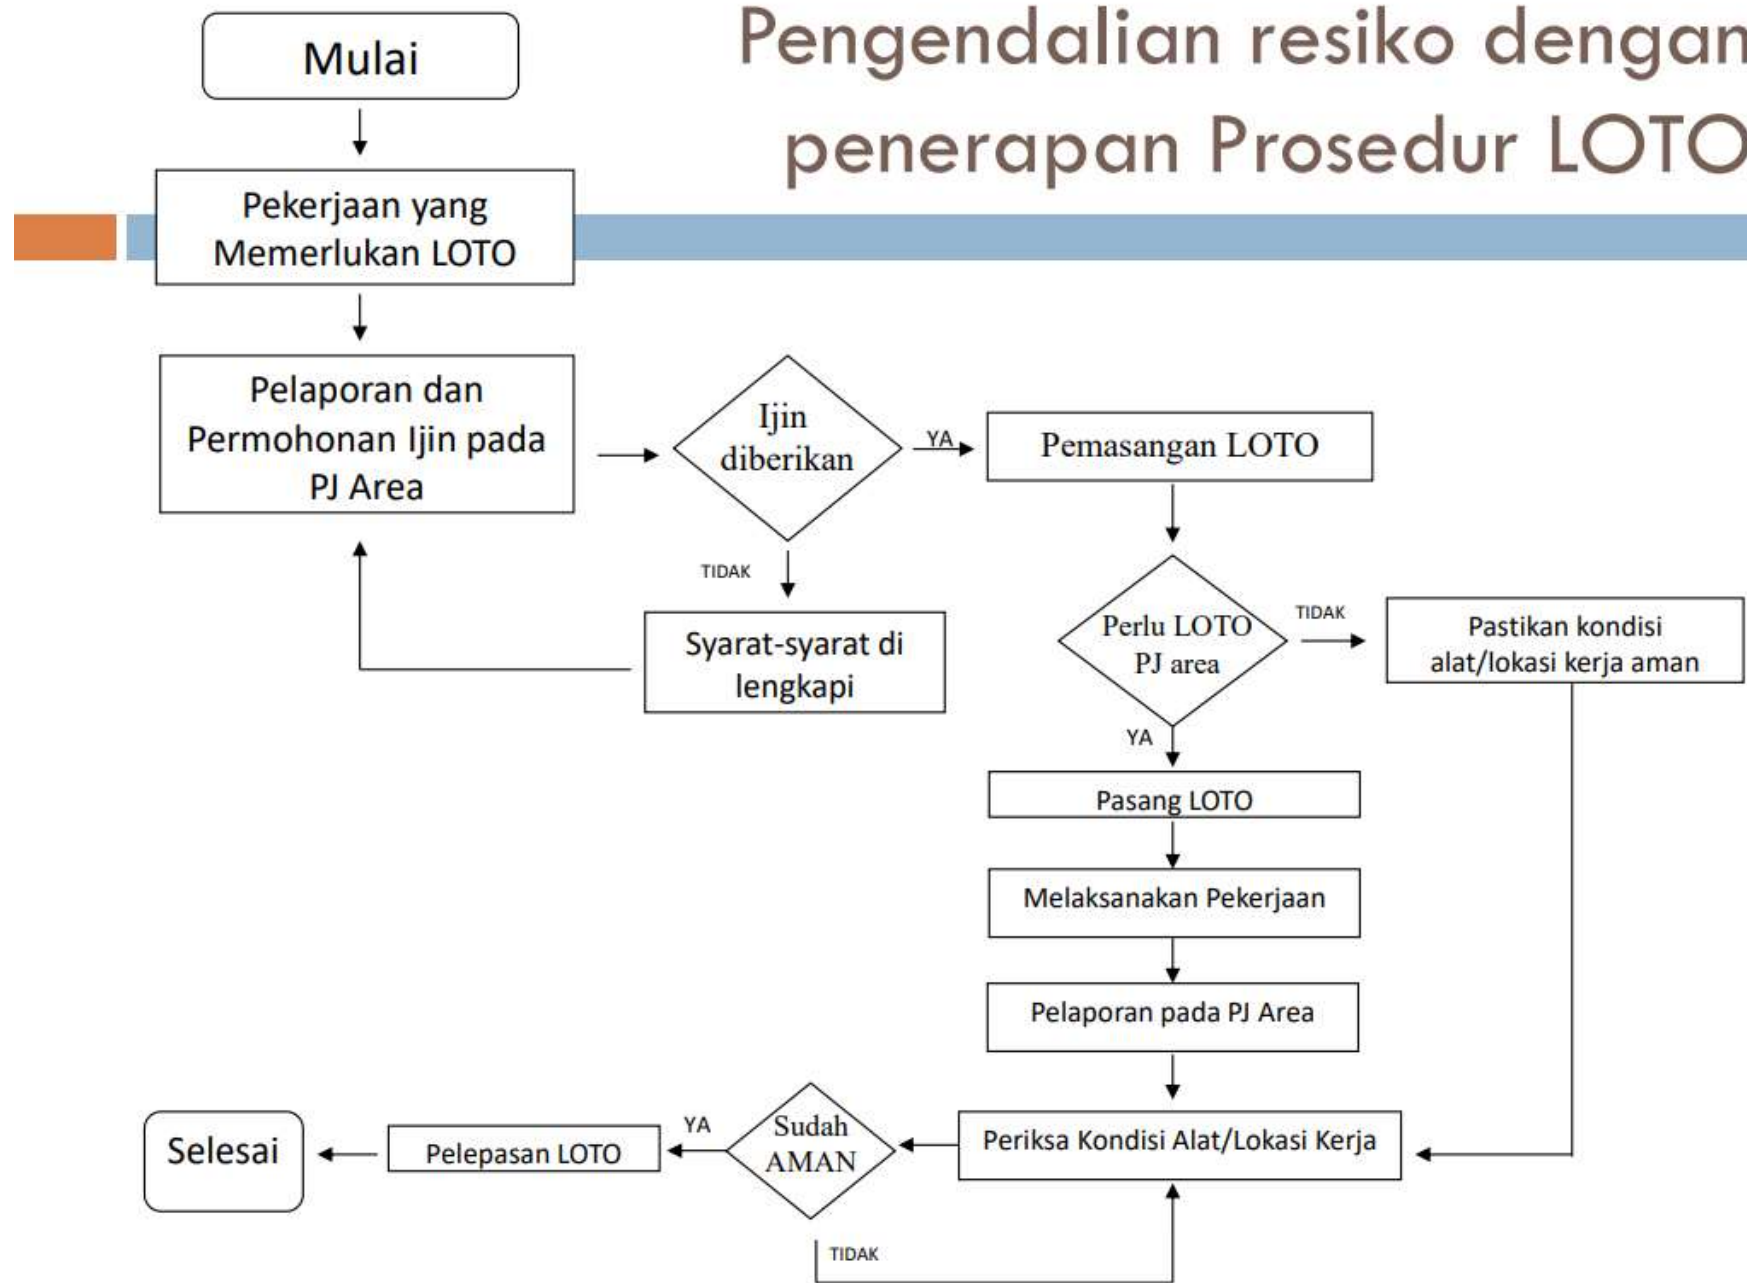 Pengendalian resiko dengan
penerapan Prosedur LOTO
Mulai
Pekerjaan yang
Memerlukan LOTO
Pelaporan dan
Permohonan Ijin pada
PJ Area
Ijin
diberikan
YA
Pemasangan LOTO
TIDAK
Syarat-syarat di
lengkapi
Perlu LOTO
PJ area
TIDAK
Pastikan kondisi
alat/lokasi kerja aman
YA
Pasang LOTO
Melaksanakan Pekerjaan
Pelaporan pada PJ Area
Periksa Kondisi Alat/Lokasi Kerja
Sudah
AMAN
YA
Pelepasan LOTO
Selesai
TIDAK